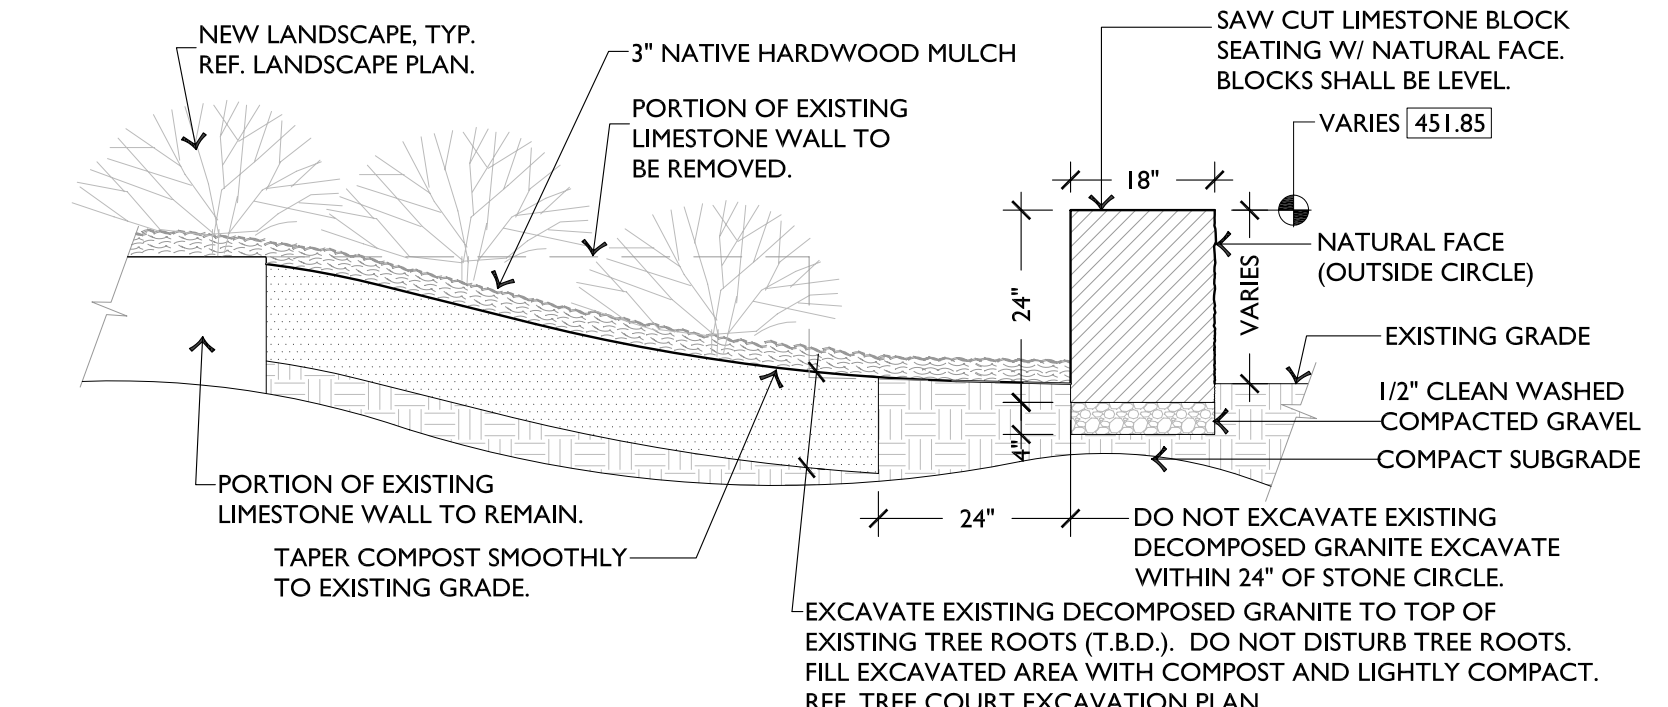 NEW LANDSCAPE, TYP.
REF. LANDSCAPE PLAN.
3" NATIVE HARDWOOD MULCH
PORTION OF EXISTING
LIMESTONE WALL TO
BE REMOVED.
SAW CUT LIMESTONE BLOCK
SEATING W/ NATURAL FACE.
BLOCKS SHALL BE LEVEL.
VARIES 451.85
18"
NATURAL FACE
(OUTSIDE CIRCLE)
24"
VARIES
EXISTING GRADE
1/2" CLEAN WASHED
COMPACTED GRAVEL
4"
COMPACT SUBGRADE
PORTION OF EXISTING
LIMESTONE WALL TO REMAIN.
24"
DO NOT EXCAVATE EXISTING
DECOMPOSED GRANITE EXCAVATE
WITHIN 24" OF STONE CIRCLE.
TAPER COMPOST SMOOTHLY
TO EXISTING GRADE.
EXCAVATE EXISTING DECOMPOSED GRANITE TO TOP OF
EXISTING TREE ROOTS (T.B.D.). DO NOT DISTURB TREE ROOTS.
FILL EXCAVATED AREA WITH COMPOST AND LIGHTLY COMPACT.
REF. TREE COURT EXCAVATION PLAN